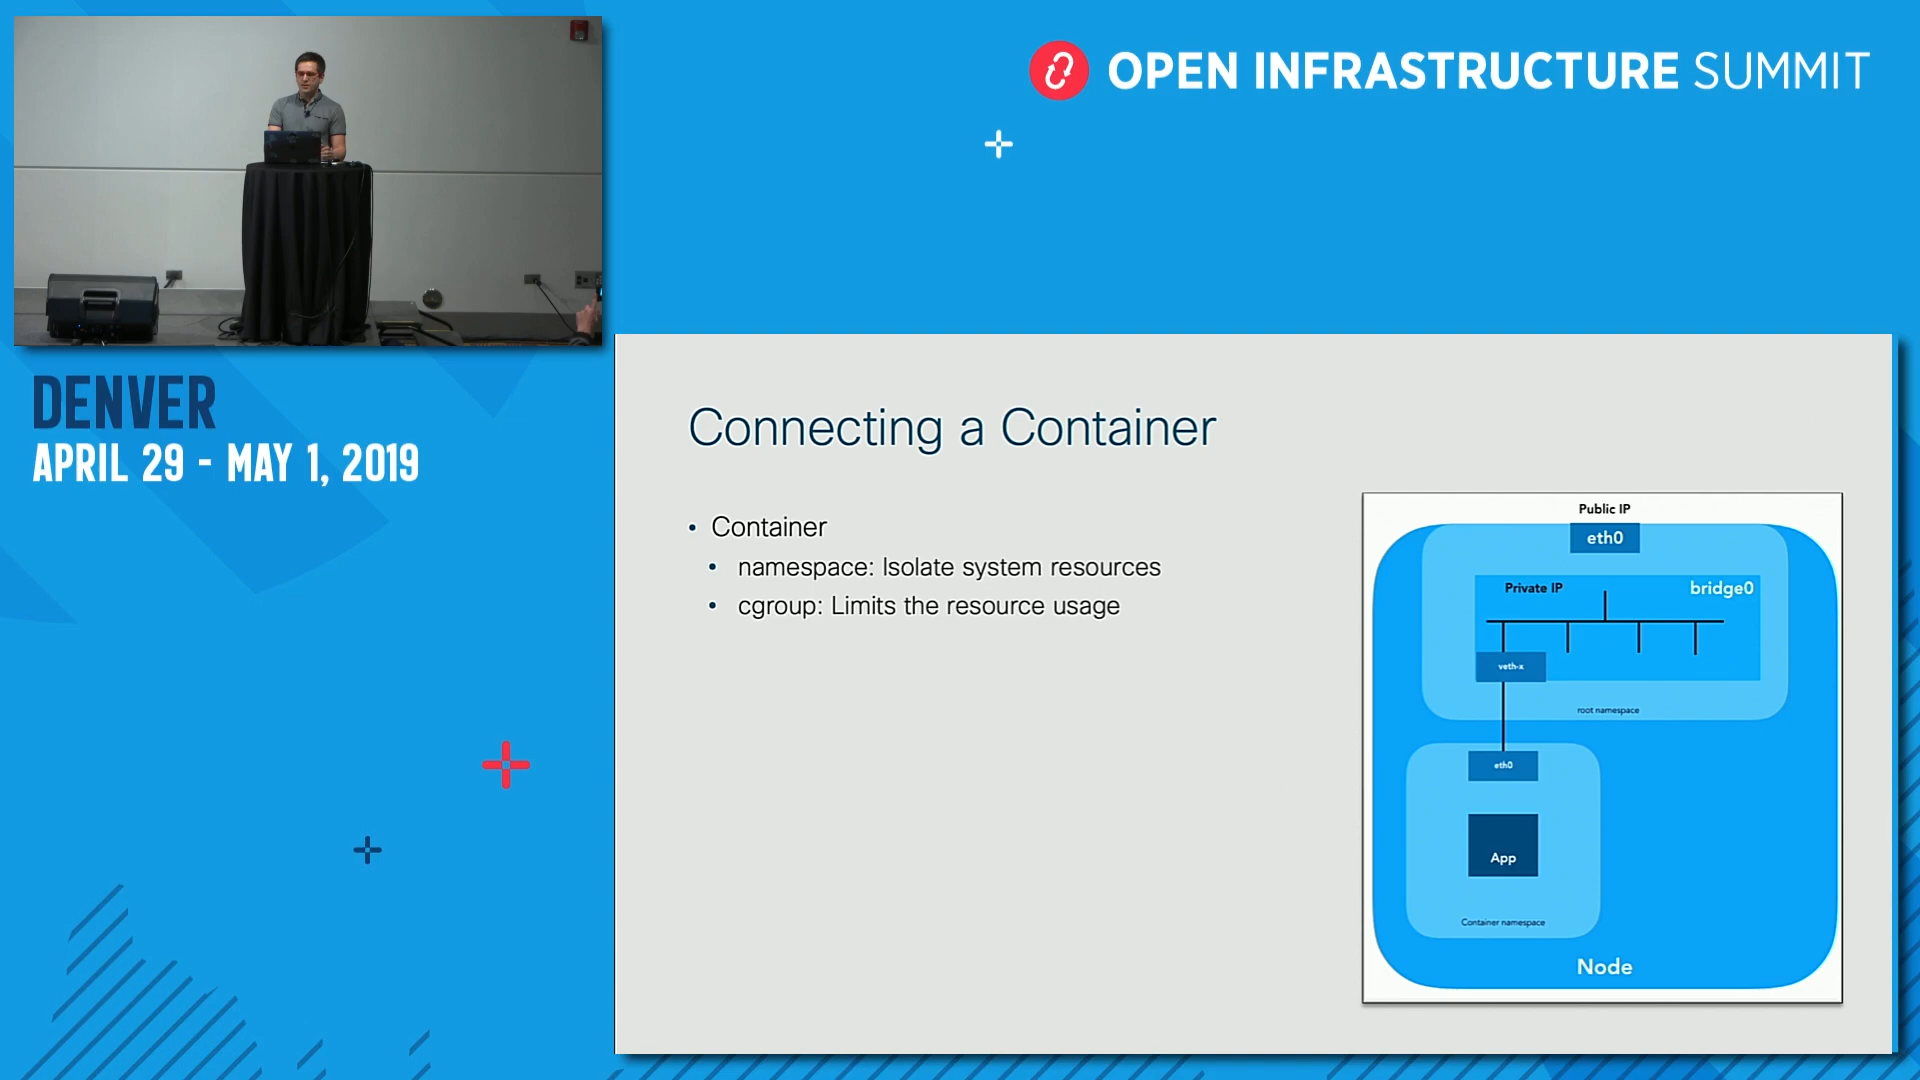 OPEN INFRASTRUCTURE SUMMIT
DENVER
APRIL 29 - MAY 1, 2019
Connecting a Container
• Container
• namespace: Isolate system resources
• cgroup: Limits the resource usage
Public IP
eth0
Private IP
bridge0
veth-x
root namespace
eth0
App
Container namespace
Node